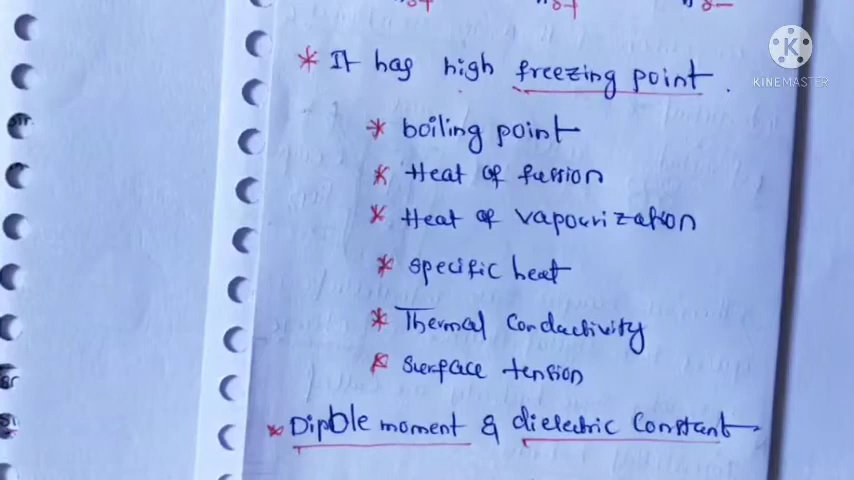 δ+ δ+ δ-
* It has high freezing point.
* boiling point
* Heat of fussion
* Heat of vapourization
* specific heat
* Thermal Conductivity
* Surface tension
* Dipole moment & dielectric Constant
K
KINEMASTER